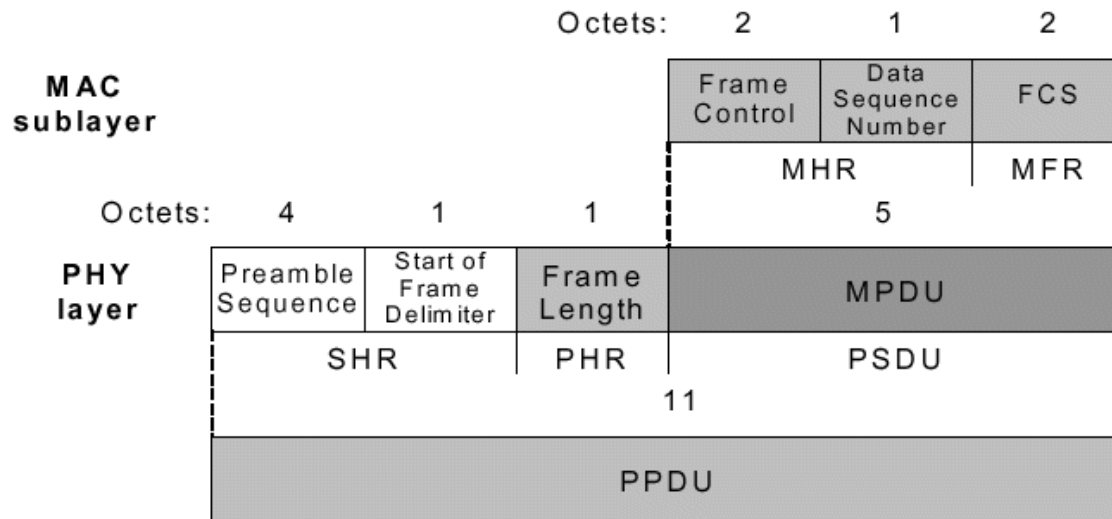 Octets: 2 1 2
MAC sublayer
Frame Control
Data Sequence Number
FCS
MHR MFR
Octets: 4 1 1 5
PHY layer
Preamble Sequence
Start of Frame Delimiter
Frame Length
MPDU
SHR PHR PSDU
11
PPDU